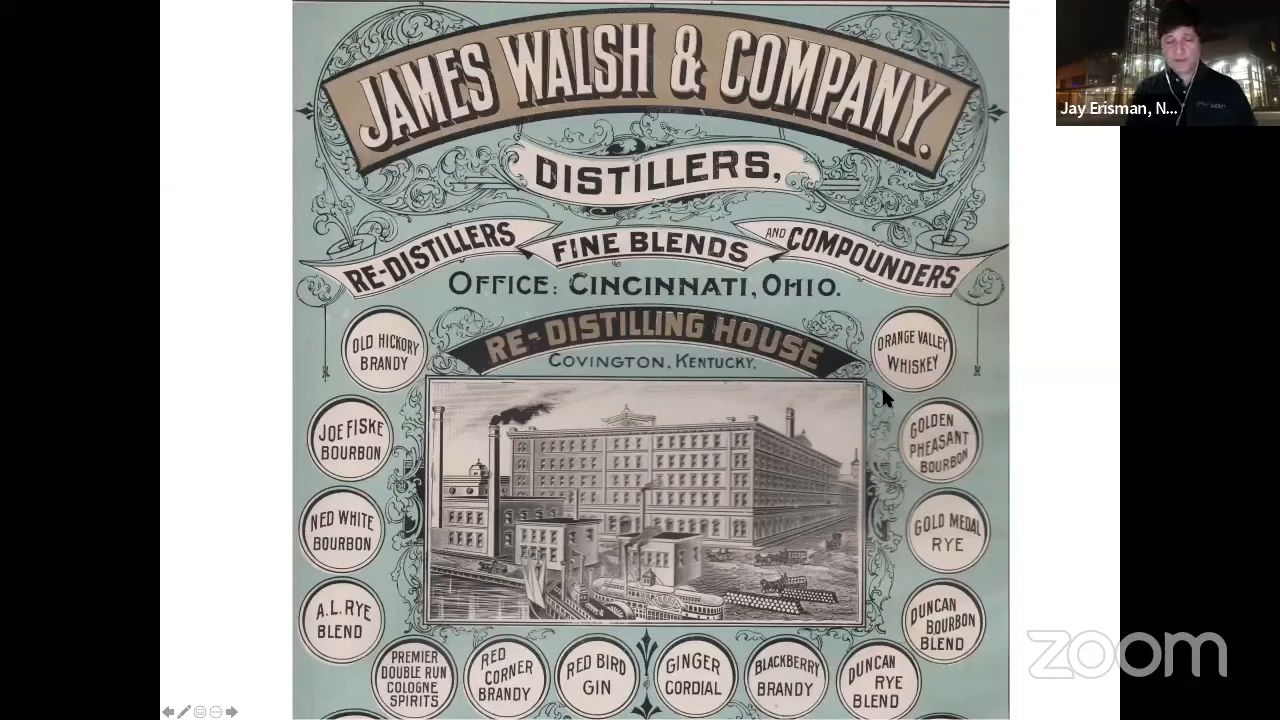 JAMES WALSH & COMPANY.
DISTILLERS,
RE-DISTILLERS FINE BLENDS AND COMPOUNDERS
OFFICE: CINCINNATI, OHIO.
RE-DISTILLING HOUSE
COVINGTON, KENTUCKY.
OLD HICKORY
BRANDY
ORANGE VALLEY
WHISKEY
JOE FISKE
BOURBON
GOLDEN
PHEASANT
BOURBON
NED WHITE
BOURBON
GOLD MEDAL
RYE
A.L. RYE
BLEND
DUNCAN
BOURBON
BLEND
PREMIER
DOUBLE RUN
COLOGNE
SPIRITS
RED
CORNER
BRANDY
RED BIRD
GIN
GINGER
CORDIAL
BLACKBERRY
BRANDY
DUNCAN
RYE
BLEND
Jay Erisman, N...
zoom